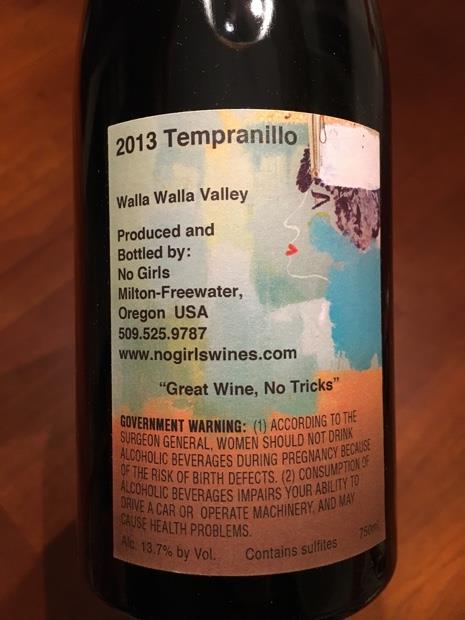 2013 Tempranillo
Walla Walla Valley
Produced and
Bottled by:
No Girls
Milton-Freewater,
Oregon USA
509.525.9787
www.nogirlswines.com
“Great Wine, No Tricks”
GOVERNMENT WARNING: (1) ACCORDING TO THE
SURGEON GENERAL, WOMEN SHOULD NOT DRINK
ALCOHOLIC BEVERAGES DURING PREGNANCY BECAUSE
OF THE RISK OF BIRTH DEFECTS. (2) CONSUMPTION OF
ALCOHOLIC BEVERAGES IMPAIRS YOUR ABILITY TO
DRIVE A CAR OR OPERATE MACHINERY, AND MAY
CAUSE HEALTH PROBLEMS.
Alc. 13.7% by Vol. Contains sulfites 750ml